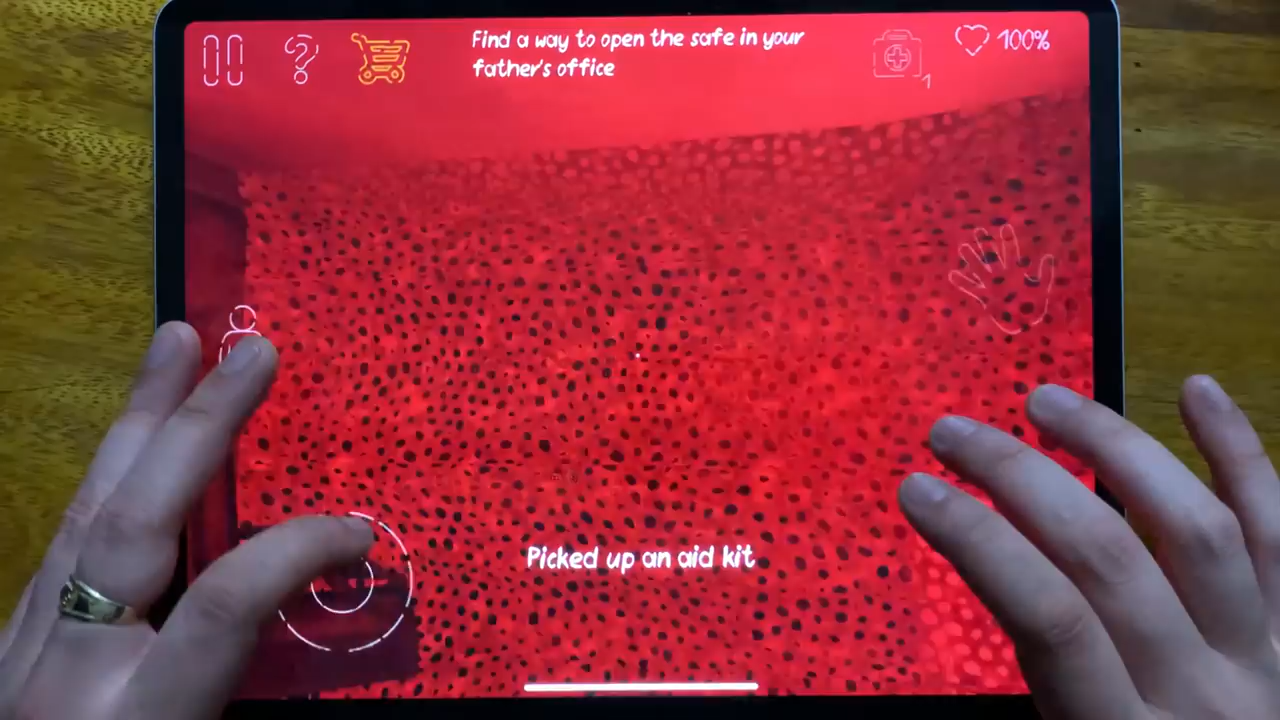 Find a way to open the safe in your
father's office
100%
1
Picked up an aid kit